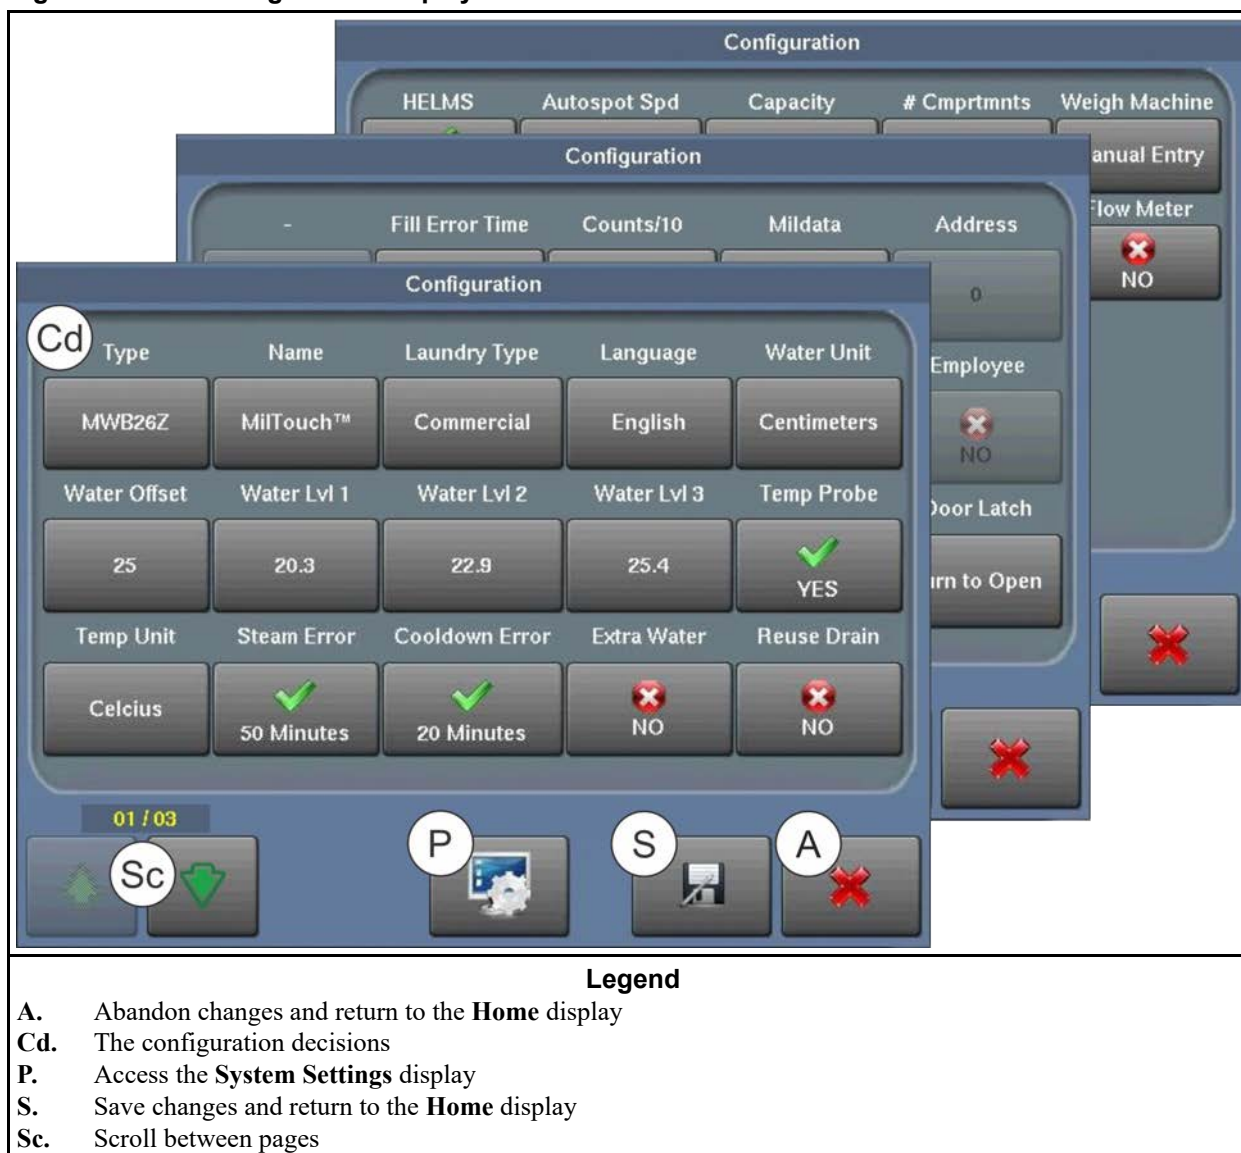 Configuration
HELMS Autospot Spd Capacity # Cmprtmnts Weigh Machine
Entry
Flow Meter
NO
Configuration
- Fill Error Time Counts/10 Mildata Address
0
Employee
NO
Door Latch
to Open
Configuration
Cd
Type Name Laundry Type Language Water Unit
MWB26Z MilTouch™ Commercial English Centimeters
Water Offset Water Lvl 1 Water Lvl 2 Water Lvl 3 Temp Probe
25 20.3 22.9 25.4 YES
Temp Unit Steam Error Cooldown Error Extra Water Reuse Drain
Celcius 50 Minutes 20 Minutes NO NO
01 / 03
Sc P S A
Legend
A. Abandon changes and return to the Home display
Cd. The configuration decisions
P. Access the System Settings display
S. Save changes and return to the Home display
Sc. Scroll between pages